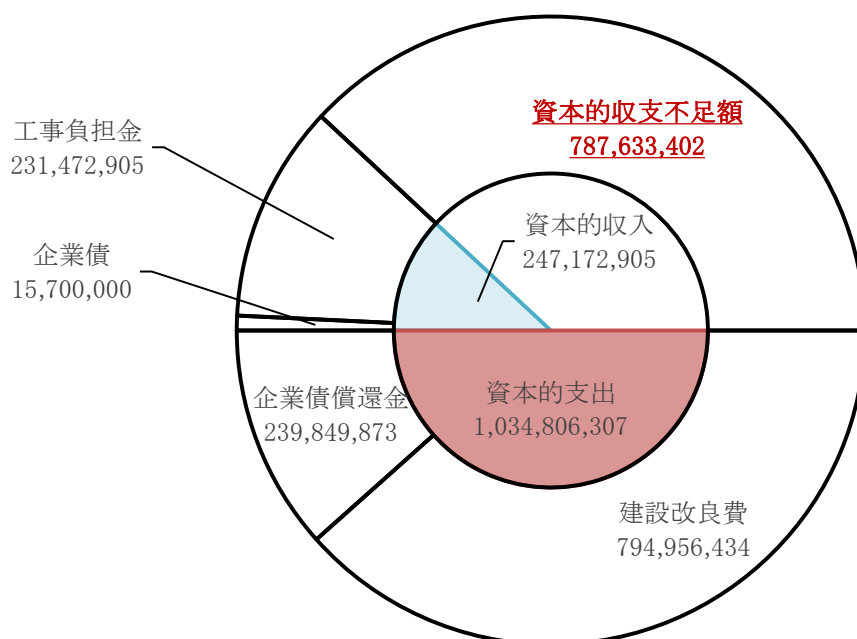 資本的収支不足額
787,633,402
工事負担金
231,472,905
資本的収入
247,172,905
企業債
15,700,000
企業債償還金
239,849,873
資本的支出
1,034,806,307
建設改良費
794,956,434